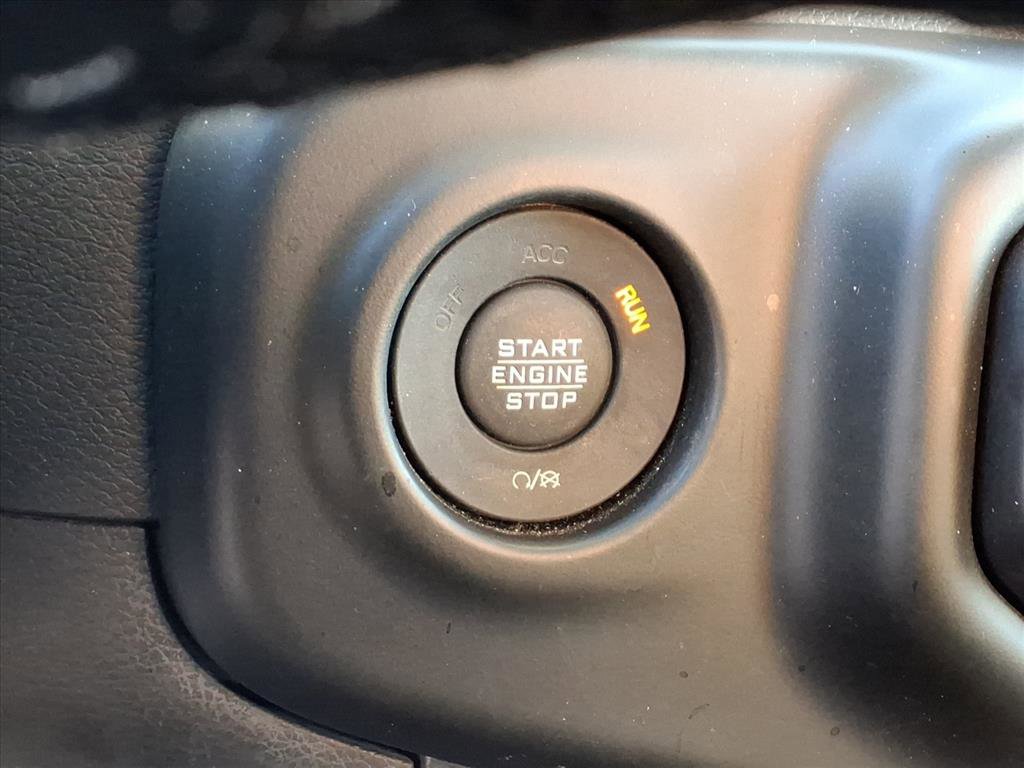 ACC
OFF
RUN
START
ENGINE
STOP